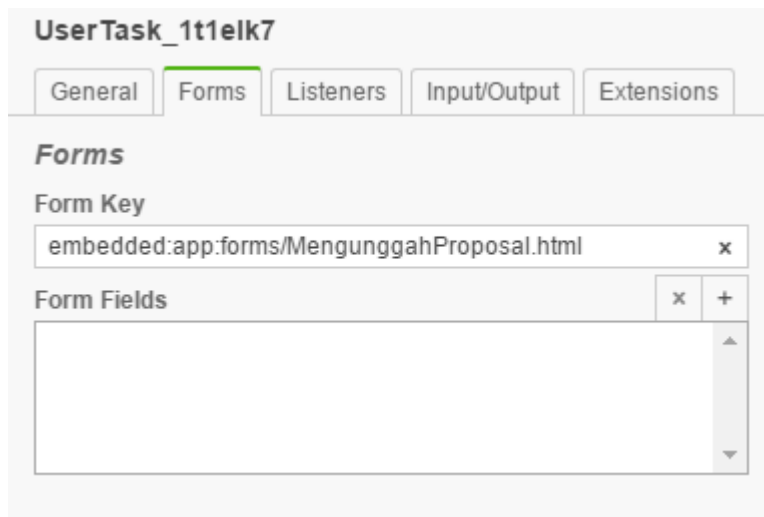 UserTask_1t1elk7
General Forms Listeners Input/Output Extensions
Forms
Form Key
embedded:app:forms/MengunggahProposal.html x
Form Fields x +